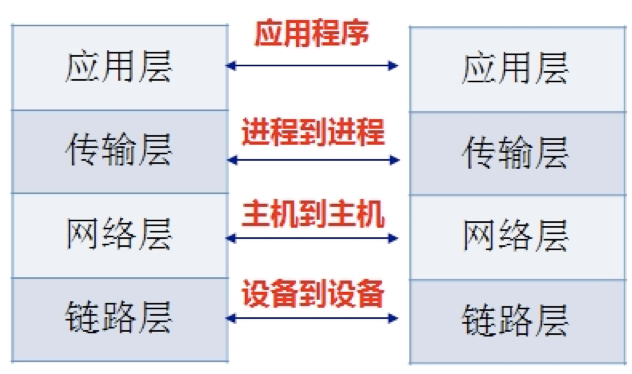 应用程序
应用层
应用层
进程到进程
传输层
传输层
主机到主机
网络层
网络层
设备到设备
链路层
链路层